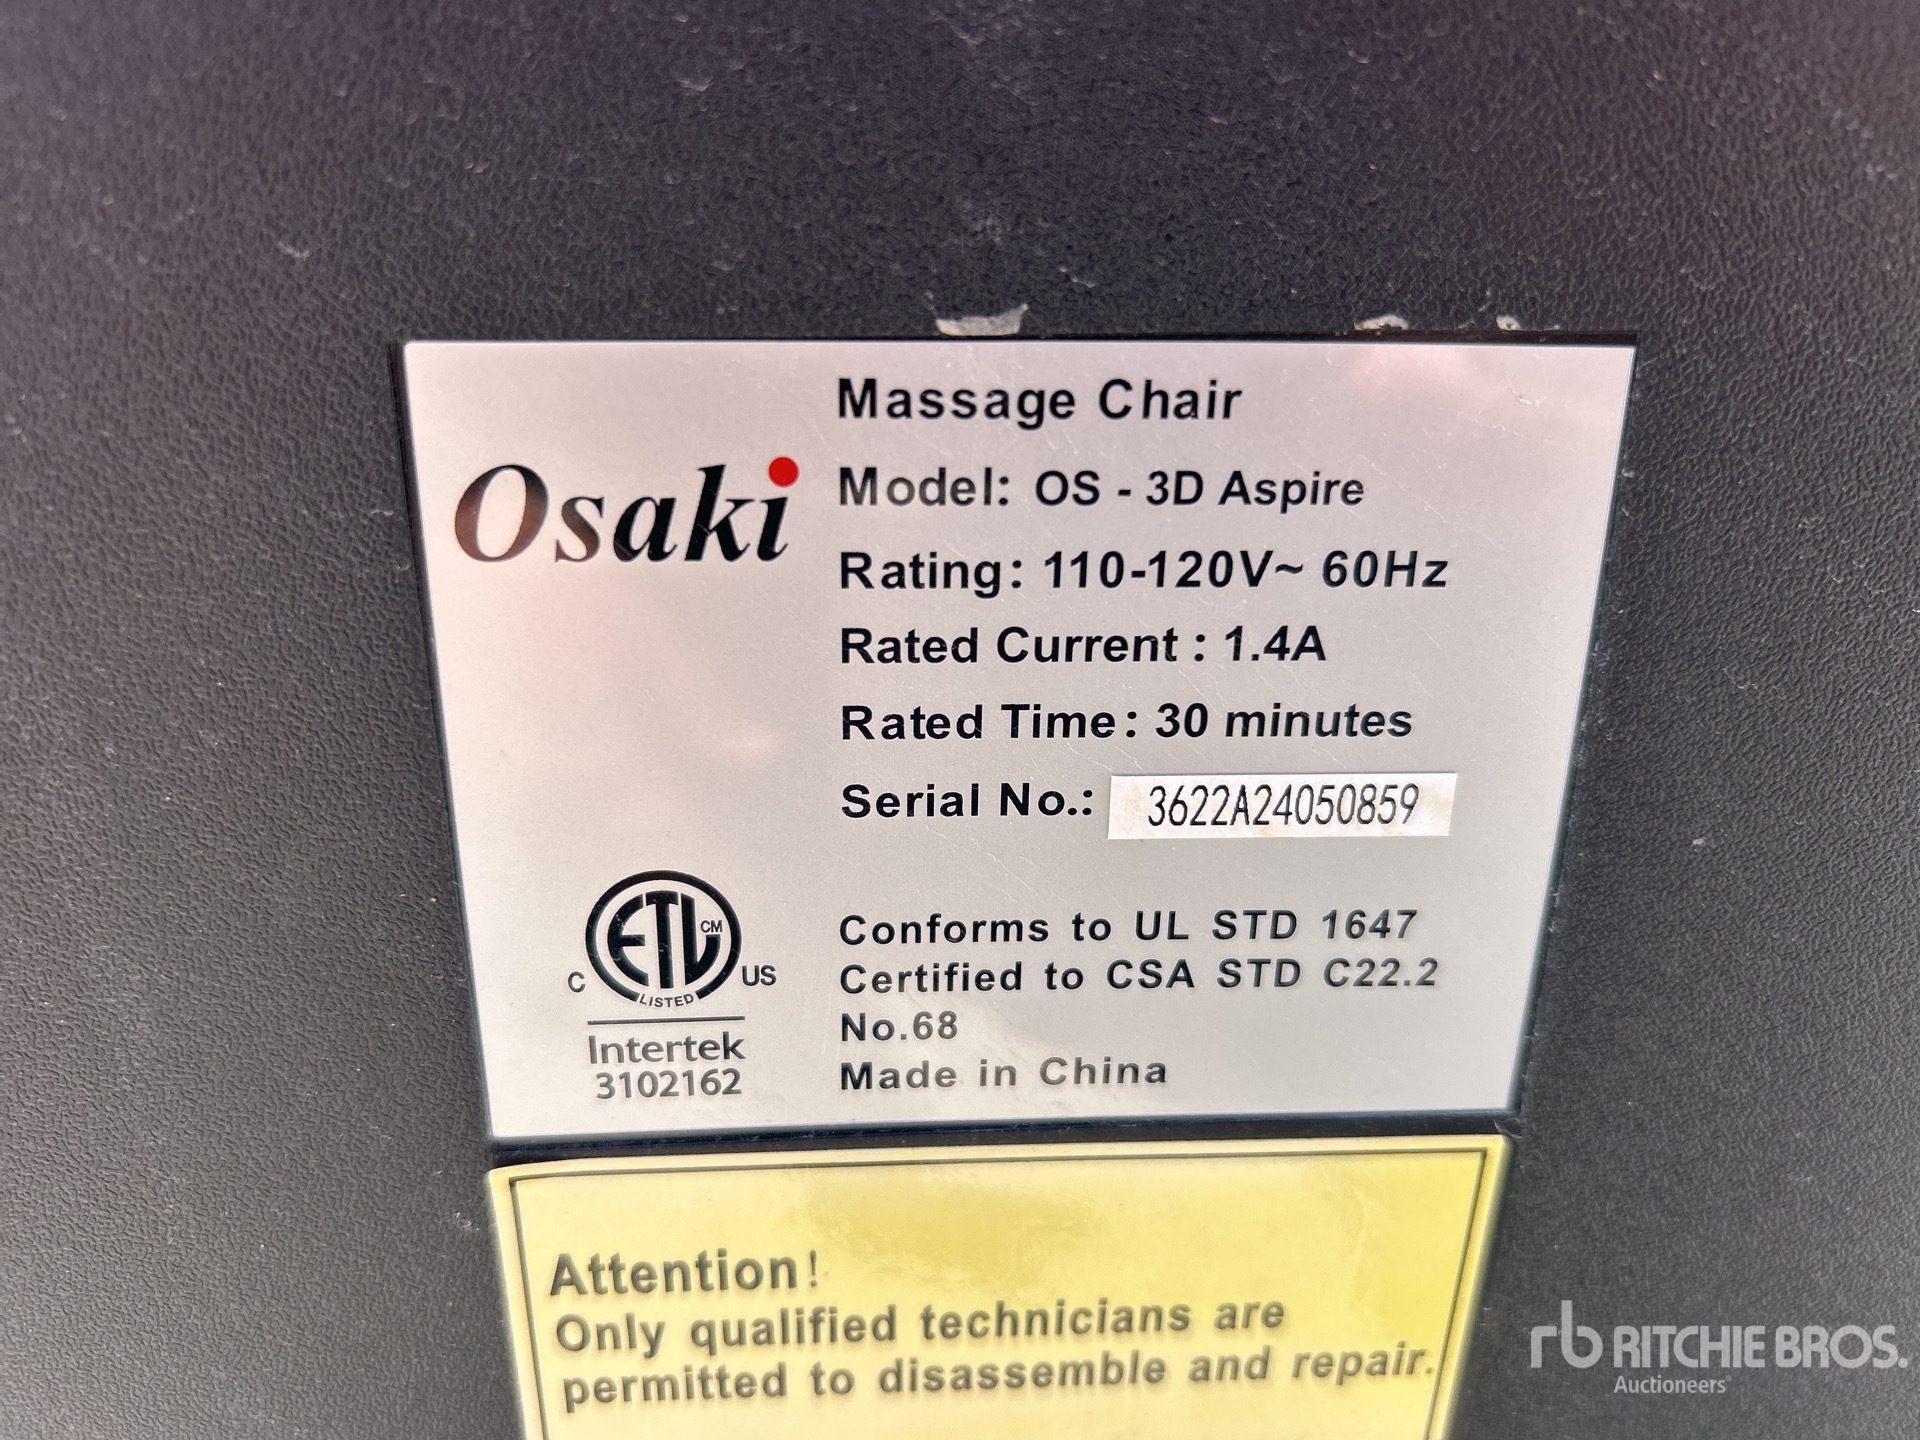 Osaki
Massage Chair
Model: OS - 3D Aspire
Rating: 110-120V~ 60Hz
Rated Current : 1.4A
Rated Time: 30 minutes
Serial No.: 3622A24050859
ETL CM
LISTED
C US
Intertek
3102162
Conforms to UL STD 1647
Certified to CSA STD C22.2
No.68
Made in China
Attention!
Only qualified technicians are
permitted to disassemble and repair.
rb RITCHIE BROS.
Auctioneers